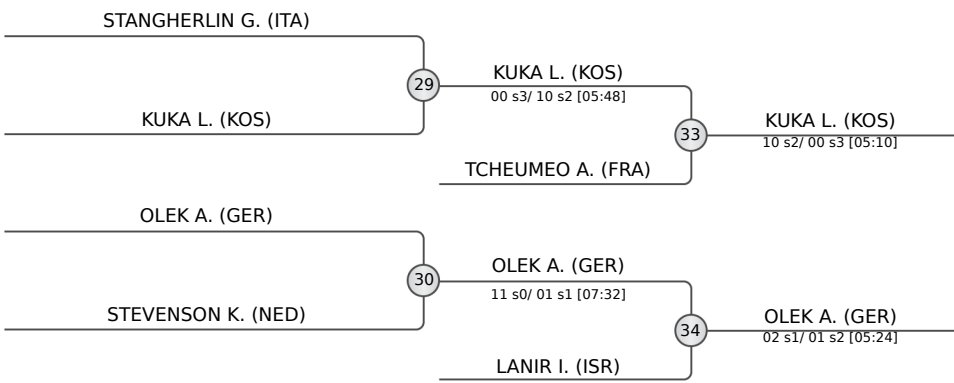 STANGHERLIN G. (ITA)
29
KUKA L. (KOS)
KUKA L. (KOS)
00 s3/ 10 s2 [05:48]
33
TCHEUMEO A. (FRA)
KUKA L. (KOS)
10 s2/ 00 s3 [05:10]
OLEK A. (GER)
30
STEVENSON K. (NED)
OLEK A. (GER)
11 s0/ 01 s1 [07:32]
34
LANIR I. (ISR)
OLEK A. (GER)
02 s1/ 01 s2 [05:24]